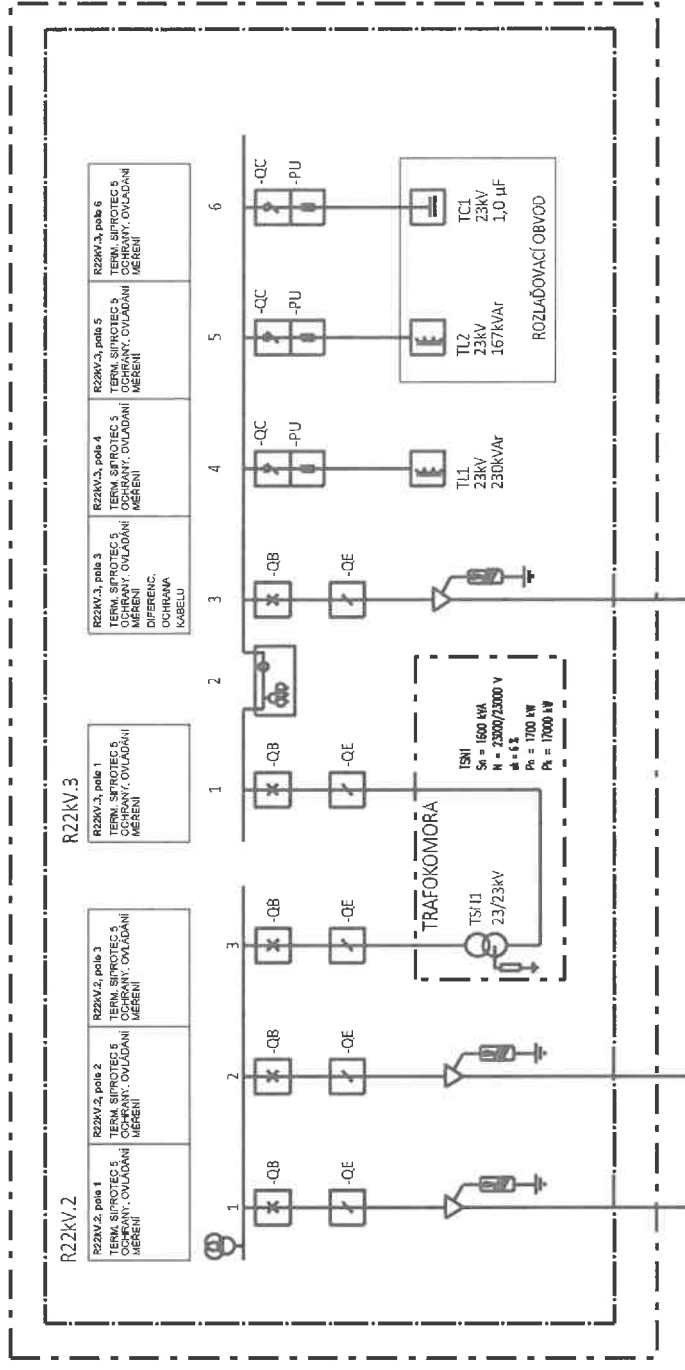 R22kV.2
R22kV.2, pole 1
TERM. SIPROTEC 5
OCHRANY, OVLÁDÁNÍ
MĚŘENÍ
R22kV.2, pole 2
TERM. SIPROTEC 5
OCHRANY, OVLÁDÁNÍ
MĚŘENÍ
R22kV.2, pole 3
TERM. SIPROTEC 5
OCHRANY, OVLÁDÁNÍ
MĚŘENÍ
1
-QB
-QE
2
-QB
-QE
3
-QB
-QE
R22kV.3
R22kV.3, pole 1
TERM. SIPROTEC 5
OCHRANY, OVLÁDÁNÍ
MĚŘENÍ
R22kV.3, pole 3
TERM. SIPROTEC 5
OCHRANY, OVLÁDÁNÍ
MĚŘENÍ
DIFERENC.
OCHRANA
KABELU
R22kV.3, pole 4
TERM. SIPROTEC 5
OCHRANY, OVLÁDÁNÍ
MĚŘENÍ
R22kV.3, pole 5
TERM. SIPROTEC 5
OCHRANY, OVLÁDÁNÍ
MĚŘENÍ
R22kV.3, pole 6
TERM. SIPROTEC 5
OCHRANY, OVLÁDÁNÍ
MĚŘENÍ
1
-QB
-QE
2
3
-QB
-QE
4
-QC
-PU
5
-QC
-PU
6
-QC
-PU
TRAFOKOMORA
TSN1
23/23kV
TSN1
Sn = 1600 kVA
N = 23000/23000 V
uk = 6 %
Pn = 1700 kW
Pk = 17000 kW
TL1
23kV
230kVAr
TL2
23kV
167kVAr
TC1
23kV
1,0 µF
ROZLAĎOVACÍ OBVOD